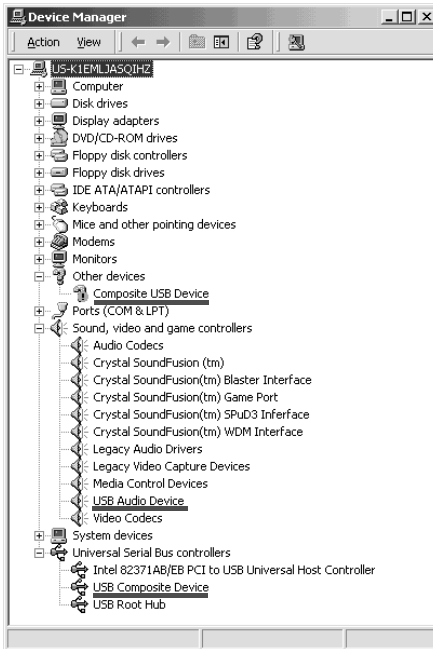 Device Manager
Action View
US-K1EMLJASQIHZ
Computer
Disk drives
Display adapters
DVD/CD-ROM drives
Floppy disk controllers
Floppy disk drives
IDE ATA/ATAPI controllers
Keyboards
Mice and other pointing devices
Modems
Monitors
Other devices
Composite USB Device
Ports (COM & LPT)
Sound, video and game controllers
Audio Codecs
Crystal SoundFusion (tm)
Crystal SoundFusion(tm) Blaster Interface
Crystal SoundFusion(tm) Game Port
Crystal SoundFusion(tm) SPuD3 Inferface
Crystal SoundFusion(tm) WDM Interface
Legacy Audio Drivers
Legacy Video Capture Devices
Media Control Devices
USB Audio Device
Video Codecs
System devices
Universal Serial Bus controllers
Intel 82371AB/EB PCI to USB Universal Host Controller
USB Composite Device
USB Root Hub